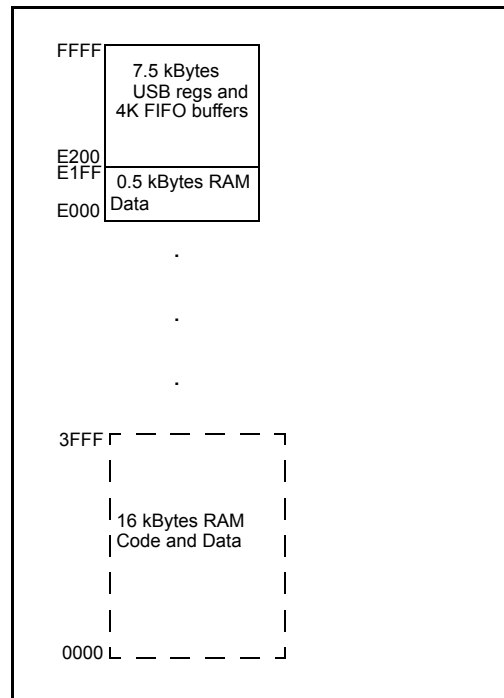 FFFF
7.5 kBytes
USB regs and
4K FIFO buffers
E200
E1FF
0.5 kBytes RAM
Data
E000
.
.
.
3FFF
16 kBytes RAM
Code and Data
0000